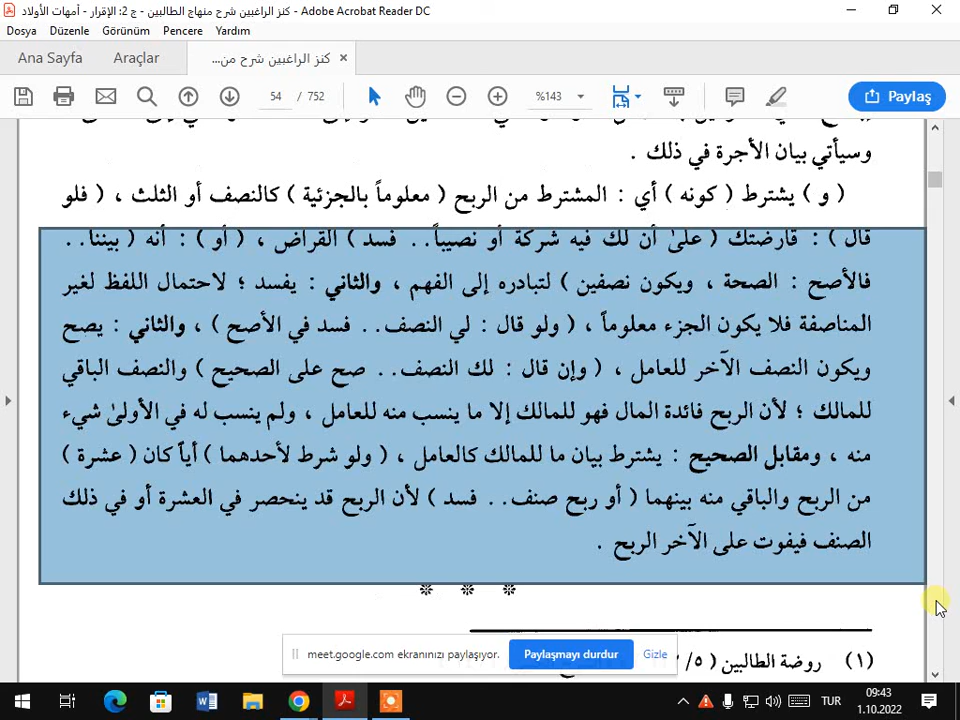 كنز الراغبين شرح منهاج الطالبين - ج 2: الإقرار - أمهات الأولاد - Adobe Acrobat Reader DC
Dosya Düzenle Görünüm Pencere Yardım
Ana Sayfa Araçlar كنز الراغبين شرح من...
54 / 752 %143 Paylaş
وسيأتي بيان الأجرة في ذلك .
( و ) يشترط ( كونه ) أي : المشترط من الربح ( معلوماً بالجزئية ) كالنصف أو الثلث ، ( فلو
قال ) : قارضتك ( علىٰ أن لك فيه شركة أو نصيباً.. فسد ) القراض ، ( أو ) : أنه ( بيننا..
فالأصح : الصحة ، ويكون نصفين ) لتبادره إلى الفهم ، والثاني : يفسد ؛ لاحتمال اللفظ لغير
المناصفة فلا يكون الجزء معلوماً ، ( ولو قال : لي النصف.. فسد في الأصح ) ، والثاني : يصح
ويكون النصف الآخر للعامل ، ( وإن قال : لك النصف.. صح على الصحيح ) والنصف الباقي
للمالك ؛ لأن الربح فائدة المال فهو للمالك إلا ما ينسب منه للعامل ، ولم ينسب له في الأولىٰ شيء
منه ، ومقابل الصحيح : يشترط بيان ما للمالك كالعامل ، ( ولو شرط لأحدهما ) أياً كان ( عشرة )
من الربح والباقي منه بينهما ( أو ربح صنف.. فسد ) لأن الربح قد ينحصر في العشرة أو في ذلك
الصنف فيفوت على الآخر الربح .
* * *
(١) روضة الطالبين ( ٥/
meet.google.com ekranınızı paylaşıyor. Paylaşmayı durdur Gizle
TUR 09:43
1.10.2022